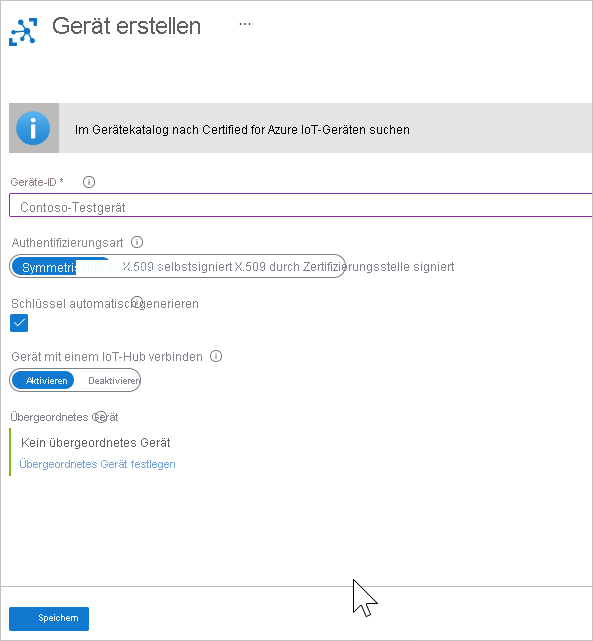 Gerät erstellen ...
Im Gerätekatalog nach Certified for Azure IoT-Geräten suchen
Geräte-ID *
Contoso-Testgerät
Authentifizierungsart
X.509 selbstsigniert X.509 durch Zertifizierungsstelle signiert
Schlüssel automatisch generieren
Gerät mit einem IoT-Hub verbinden
Aktivieren Deaktivieren
Übergeordnetes Gerät
Kein übergeordnetes Gerät
Übergeordnetes Gerät festlegen
Speichern